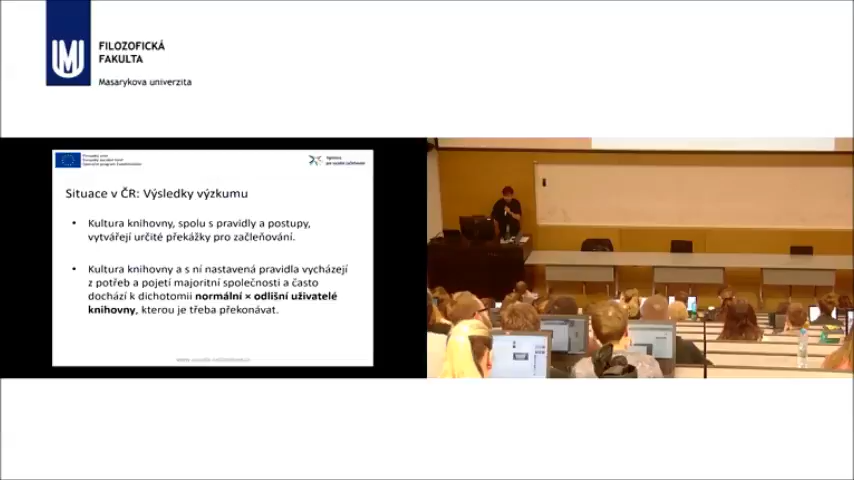 FILOZOFICKÁ
FAKULTA
Masarykova univerzita
Situace v ČR: Výsledky výzkumu
• Kultura knihovny, spolu s pravidly a postupy,
vytvářejí určité překážky pro začleňování.
• Kultura knihovny a s ní nastavená pravidla vycházejí
z potřeb a pojetí majoritní společnosti a často
dochází k dichotomii normální × odlišní uživatelé
knihovny, kterou je třeba překonávat.